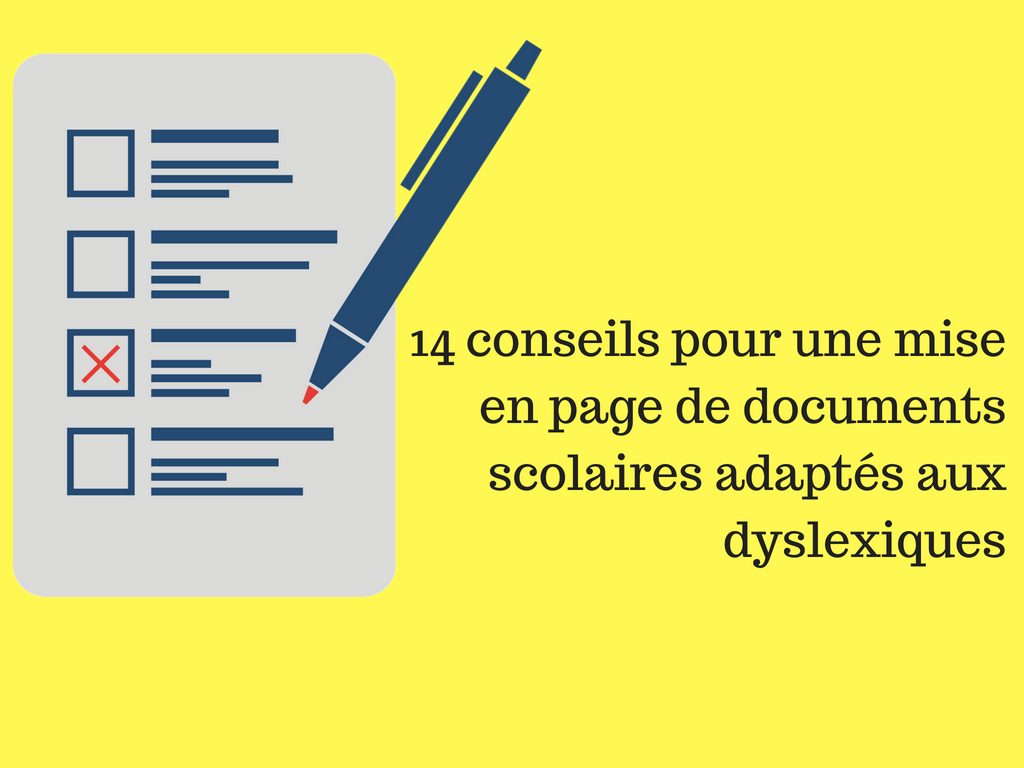 14 conseils pour une mise
en page de documents
scolaires adaptés aux
dyslexiques